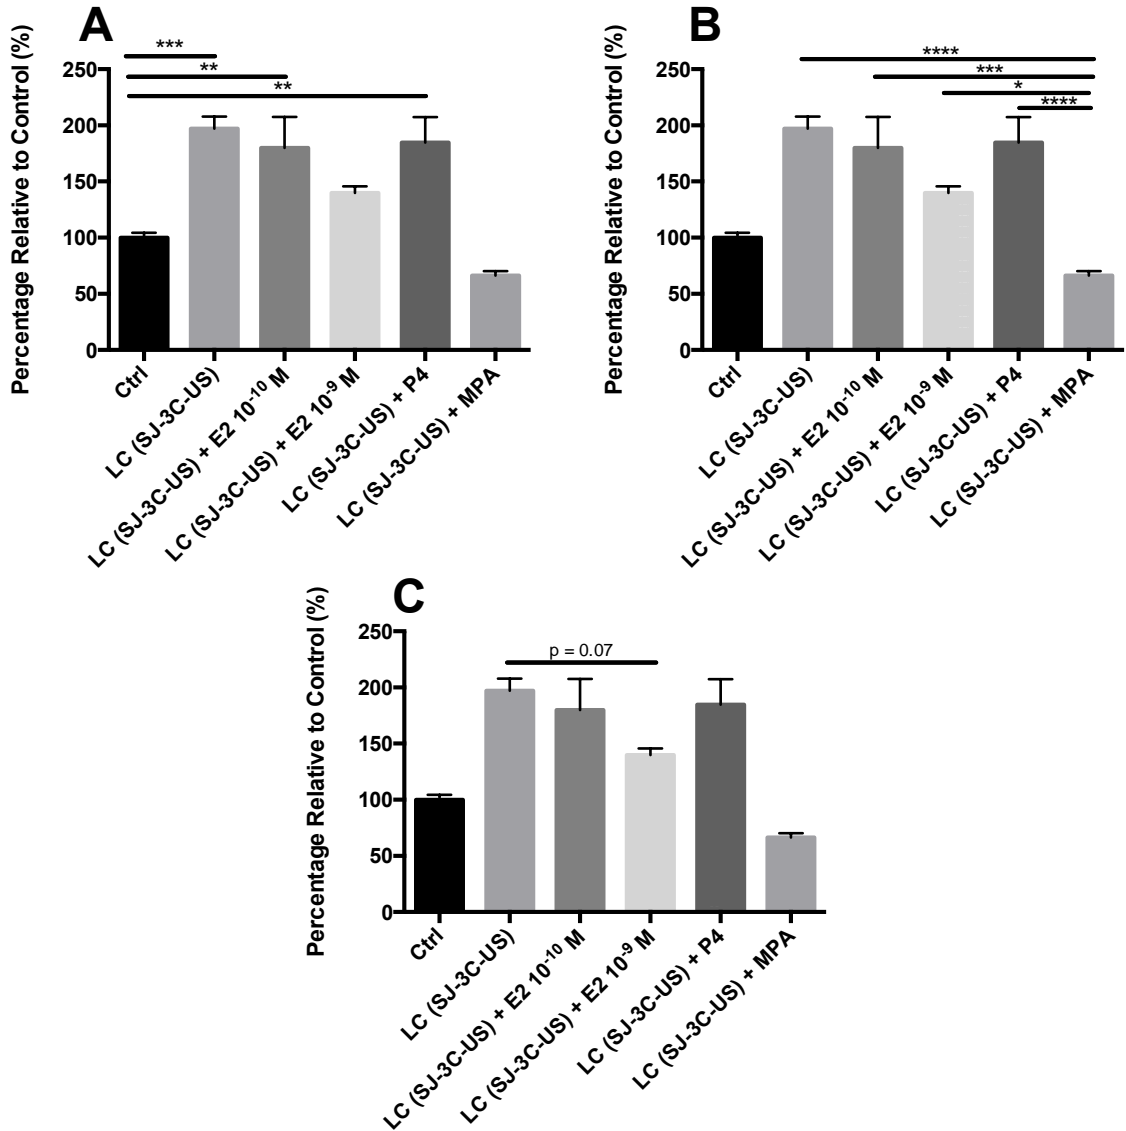 A
Percentage Relative to Control (%)
***
**
**
250
200
150
100
50
0
Ctrl
LC (SJ-3C-US)
LC (SJ-3C-US) + E2 10⁻¹⁰ M
LC (SJ-3C-US) + E2 10⁻⁹ M
LC (SJ-3C-US) + P4
LC (SJ-3C-US) + MPA
B
Percentage Relative to Control (%)
****
***
*
****
250
200
150
100
50
0
Ctrl
LC (SJ-3C-US)
LC (SJ-3C-US) + E2 10⁻¹⁰ M
LC (SJ-3C-US) + E2 10⁻⁹ M
LC (SJ-3C-US) + P4
LC (SJ-3C-US) + MPA
C
Percentage Relative to Control (%)
p = 0.07
250
200
150
100
50
0
Ctrl
LC (SJ-3C-US)
LC (SJ-3C-US) + E2 10⁻¹⁰ M
LC (SJ-3C-US) + E2 10⁻⁹ M
LC (SJ-3C-US) + P4
LC (SJ-3C-US) + MPA